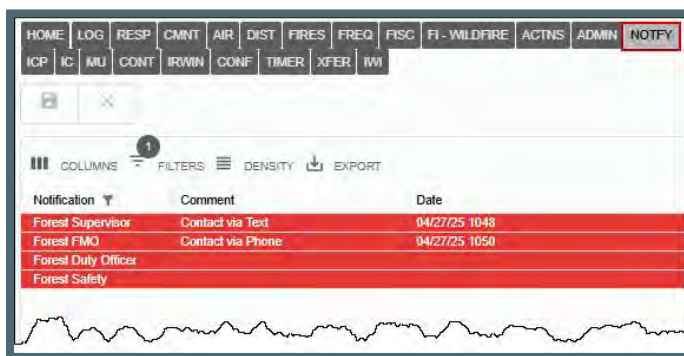 HOME LOG RESP CMNT AIR DIST FIRES FREQ FISC FI - WILDFIRE ACTNS ADMIN NOTFY
ICP IC MU CONT IRWIN CONF TIMER XFER IWI
1
COLUMNS FILTERS DENSITY EXPORT
Notification Comment Date
Forest Supervisor Contact via Text 04/27/25 1048
Forest FMO Contact via Phone 04/27/25 1050
Forest Duty Officer
Forest Safety